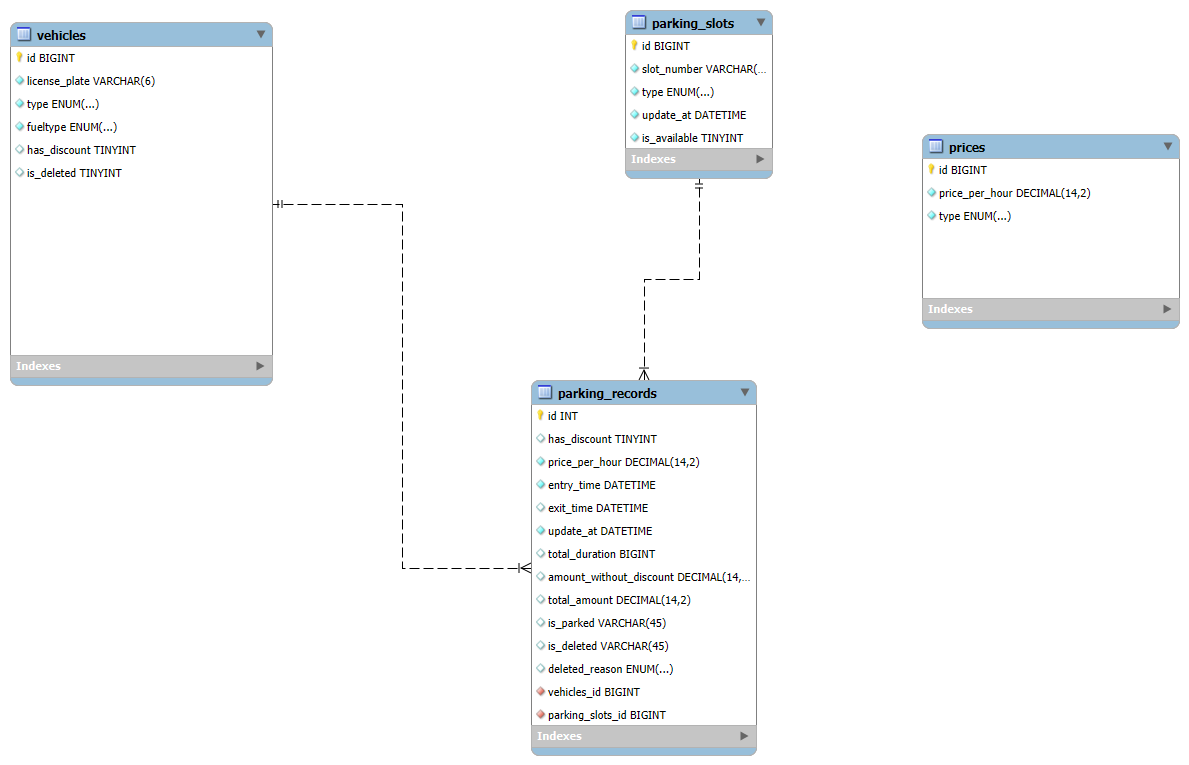 vehicles
id BIGINT
license_plate VARCHAR(6)
type ENUM(...)
fueltype ENUM(...)
has_discount TINYINT
is_deleted TINYINT
Indexes
parking_slots
id BIGINT
slot_number VARCHAR(...
type ENUM(...)
update_at DATETIME
is_available TINYINT
Indexes
prices
id BIGINT
price_per_hour DECIMAL(14,2)
type ENUM(...)
Indexes
parking_records
id INT
has_discount TINYINT
price_per_hour DECIMAL(14,2)
entry_time DATETIME
exit_time DATETIME
update_at DATETIME
total_duration BIGINT
amount_without_discount DECIMAL(14,...
total_amount DECIMAL(14,2)
is_parked VARCHAR(45)
is_deleted VARCHAR(45)
deleted_reason ENUM(...)
vehicles_id BIGINT
parking_slots_id BIGINT
Indexes